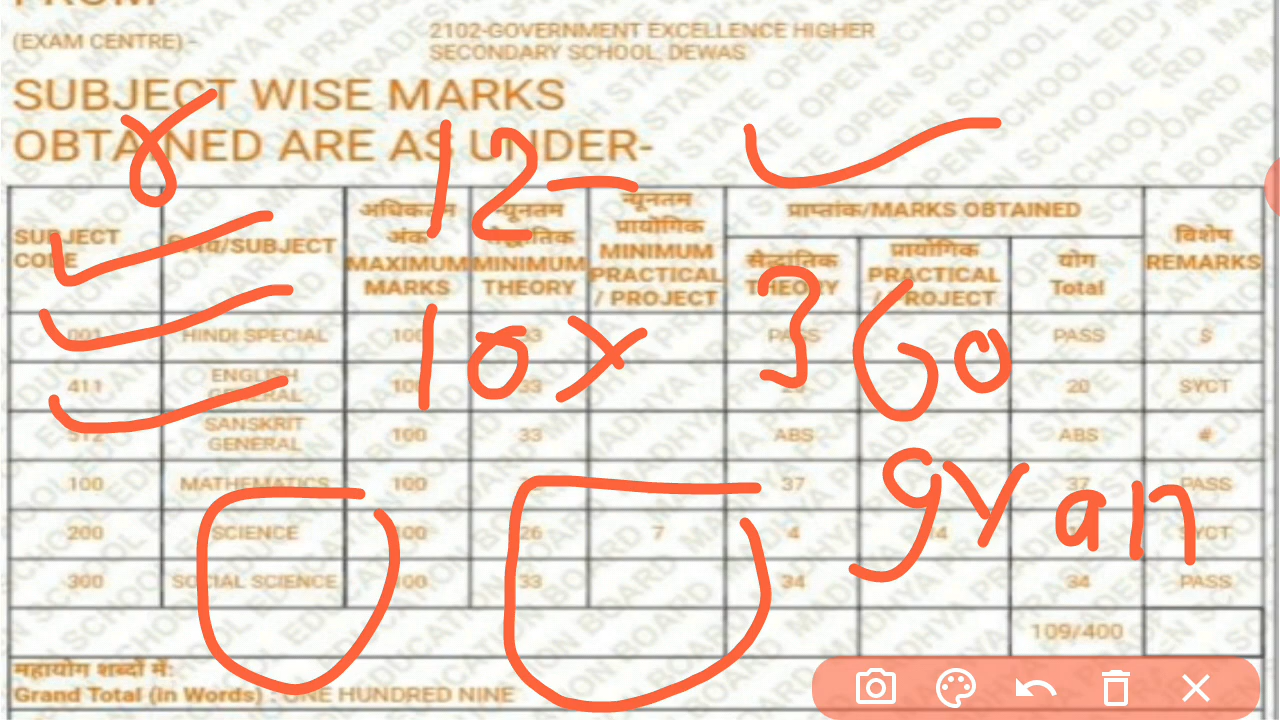 FROM
(EXAM CENTRE) -
2102-GOVERNMENT EXCELLENCE HIGHER
SECONDARY SCHOOL, DEWAS
SUBJECT WISE MARKS
OBTAINED ARE AS UNDER-
12-
SUBJECT CODE विषय/SUBJECT अधिकतम अंक MAXIMUM MARKS न्यूनतम सैद्धांतिक MINIMUM THEORY न्यूनतम प्रायोगिक MINIMUM PRACTICAL / PROJECT प्राप्तांक/MARKS OBTAINED विशेष REMARKS
सैद्धांतिक THEORY प्रायोगिक PRACTICAL / PROJECT योग Total
001 HINDI SPECIAL 100 33 PASS PASS $
10x 360
411 ENGLISH GENERAL 100 33 20 20 SYCT
512 SANSKRIT GENERAL 100 33 ABS ABS #
100 MATHEMATICS 100 37 37 PASS
gyan
200 SCIENCE 100 26 7 4 SYCT
300 SOCIAL SCIENCE 100 33 34 34 PASS
109/400
महायोग शब्दों में:
Grand Total (in Words) : ONE HUNDRED NINE